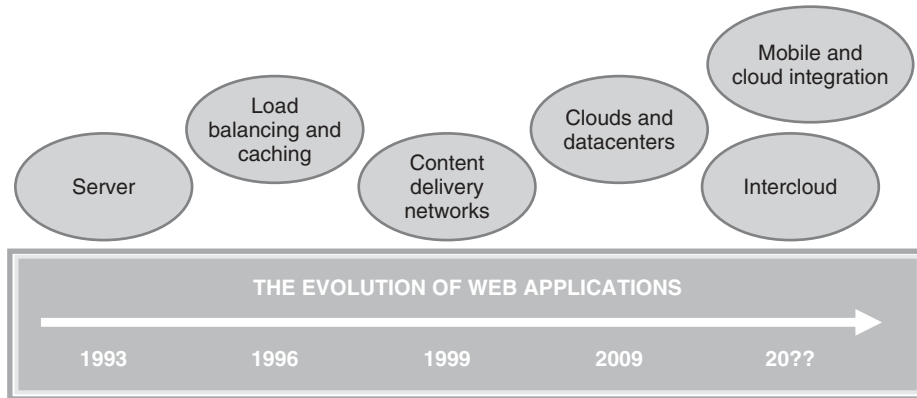 Server
Load
balancing and
caching
Content
delivery
networks
Clouds and
datacenters
Mobile and
cloud integration
Intercloud
THE EVOLUTION OF WEB APPLICATIONS
1993 1996 1999 2009 20??